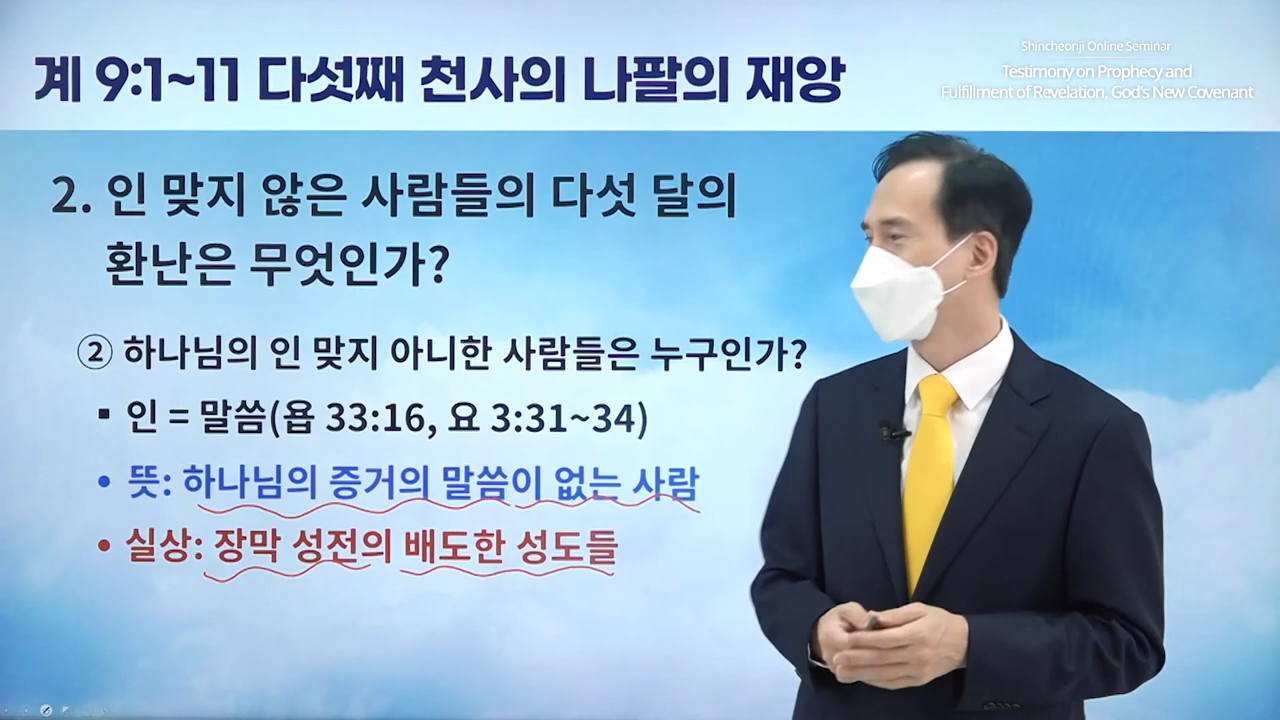 Shincheonji Online Seminar
Testimony on Prophecy and
Fulfillment of Revelation, God's New Covenant
계 9:1~11 다섯째 천사의 나팔의 재앙
2. 인 맞지 않은 사람들의 다섯 달의
환난은 무엇인가?
② 하나님의 인 맞지 아니한 사람들은 누구인가?
▪ 인 = 말씀(욥 33:16, 요 3:31~34)
• 뜻: 하나님의 증거의 말씀이 없는 사람
• 실상: 장막 성전의 배도한 성도들